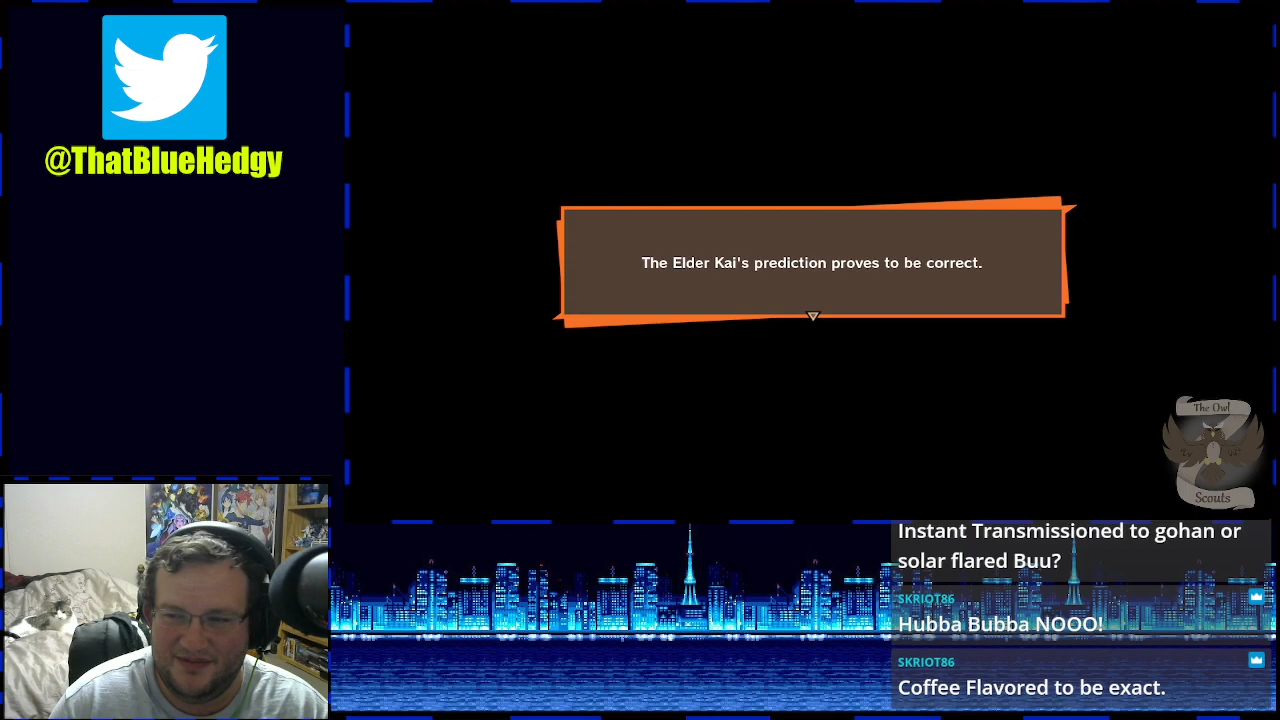 @ThatBlueHedgy
The Elder Kai's prediction proves to be correct.
The Owl
Scouts
Instant Transmissioned to gohan or
solar flared Buu?
SKRIOT86
Hubba Bubba NOOO!
SKRIOT86
Coffee Flavored to be exact.